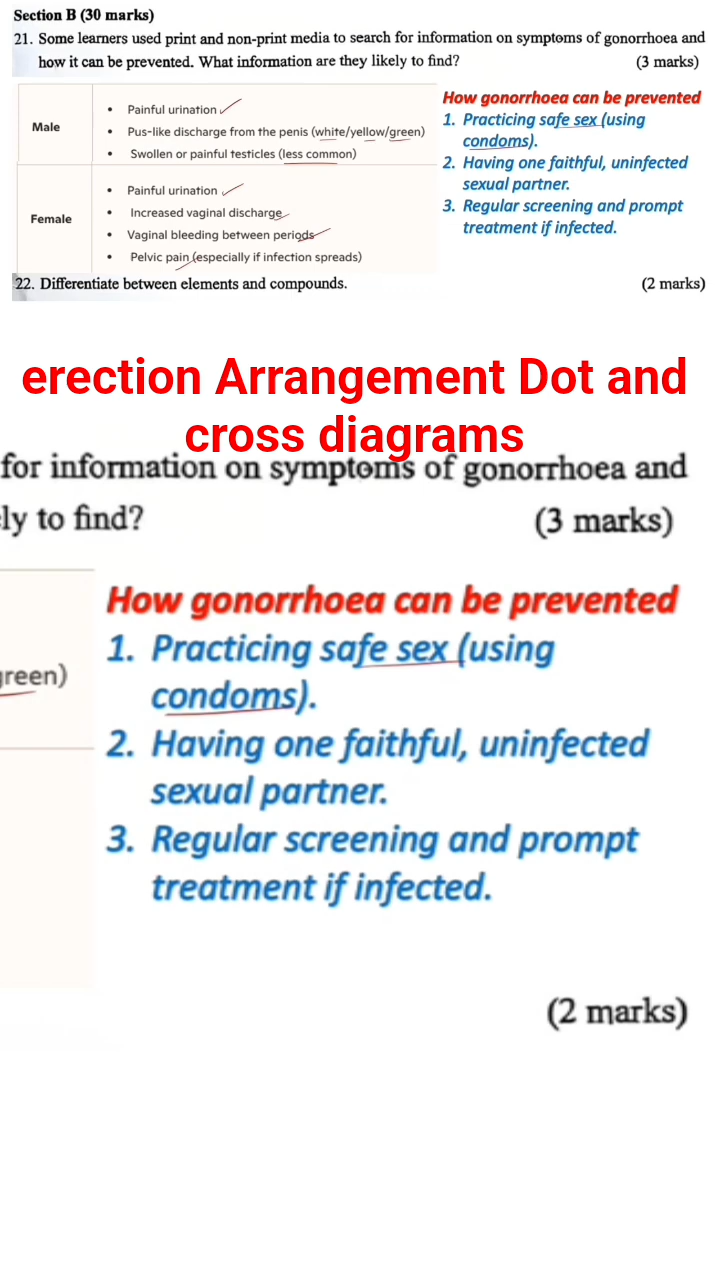 Section B (30 marks)
21. Some learners used print and non-print media to search for information on symptoms of gonorrhoea and
how it can be prevented. What information are they likely to find? (3 marks)
Male
• Painful urination
• Pus-like discharge from the penis (white/yellow/green)
• Swollen or painful testicles (less common)
Female
• Painful urination
• Increased vaginal discharge
• Vaginal bleeding between periods
• Pelvic pain (especially if infection spreads)
How gonorrhoea can be prevented
1. Practicing safe sex (using
condoms).
2. Having one faithful, uninfected
sexual partner.
3. Regular screening and prompt
treatment if infected.
22. Differentiate between elements and compounds. (2 marks)
erection Arrangement Dot and
cross diagrams
for information on symptoms of gonorrhoea and
ly to find? (3 marks)
green)
How gonorrhoea can be prevented
1. Practicing safe sex (using
condoms).
2. Having one faithful, uninfected
sexual partner.
3. Regular screening and prompt
treatment if infected.
(2 marks)